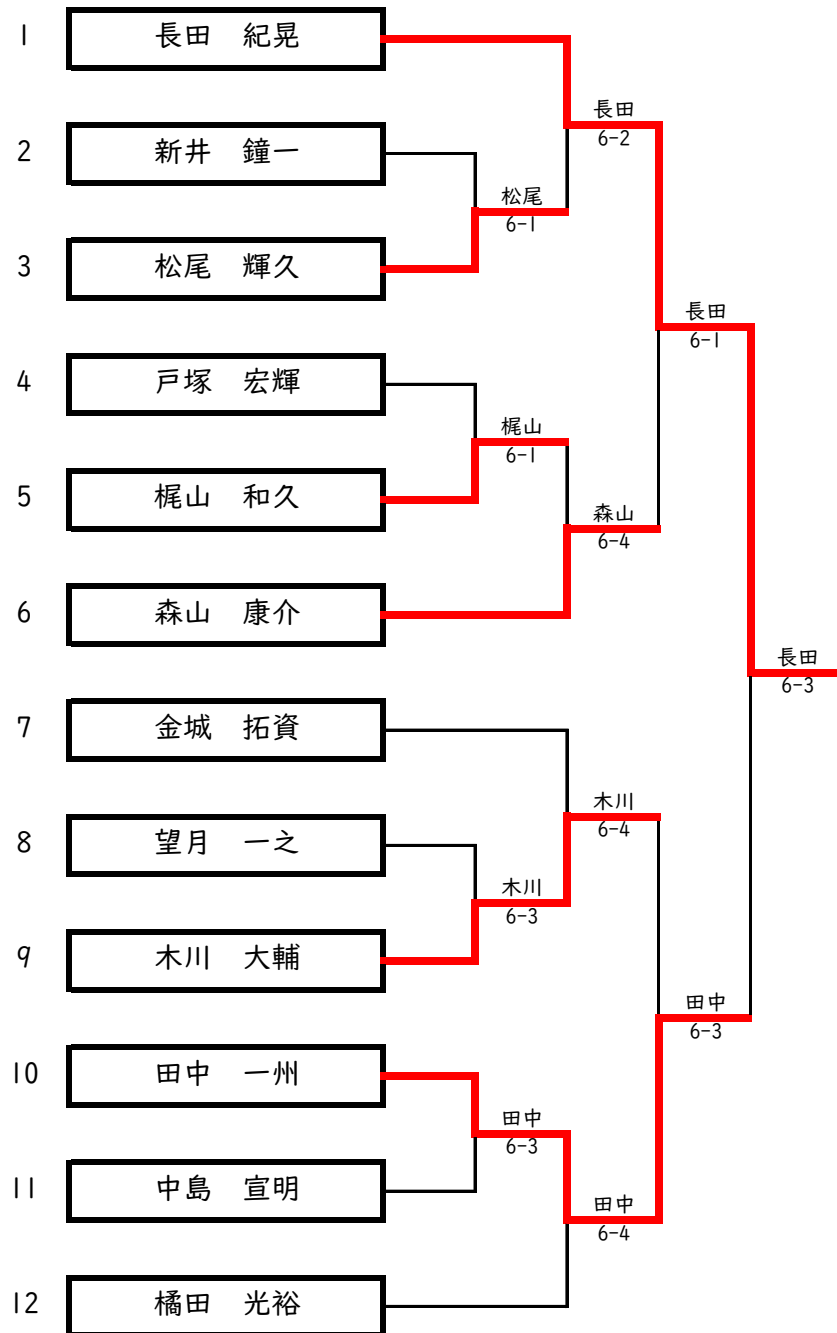 1 長田 紀晃
長田
6-2
2 新井 鐘一
松尾
6-1
3 松尾 輝久
長田
6-1
4 戸塚 宏輝
梶山
6-1
5 梶山 和久
森山
6-4
6 森山 康介
長田
6-3
7 金城 拓資
木川
6-4
8 望月 一之
木川
6-3
9 木川 大輔
田中
6-3
10 田中 一州
田中
6-3
11 中島 宣明
田中
6-4
12 橘田 光裕